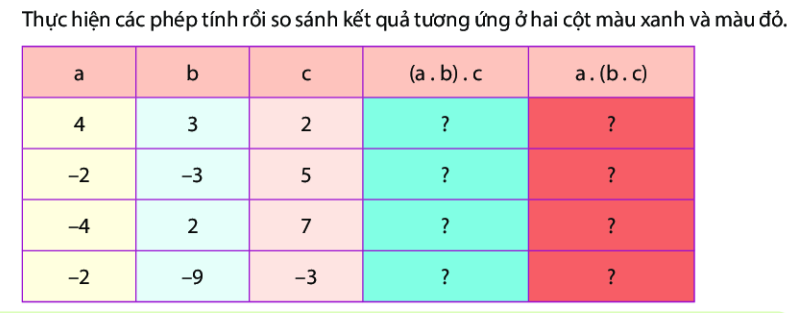 Thực hiện các phép tính rồi so sánh kết quả tương ứng ở hai cột màu xanh và màu đỏ.
a b c (a . b) . c a . (b . c)
4 3 2 ? ?
–2 –3 5 ? ?
–4 2 7 ? ?
–2 –9 –3 ? ?